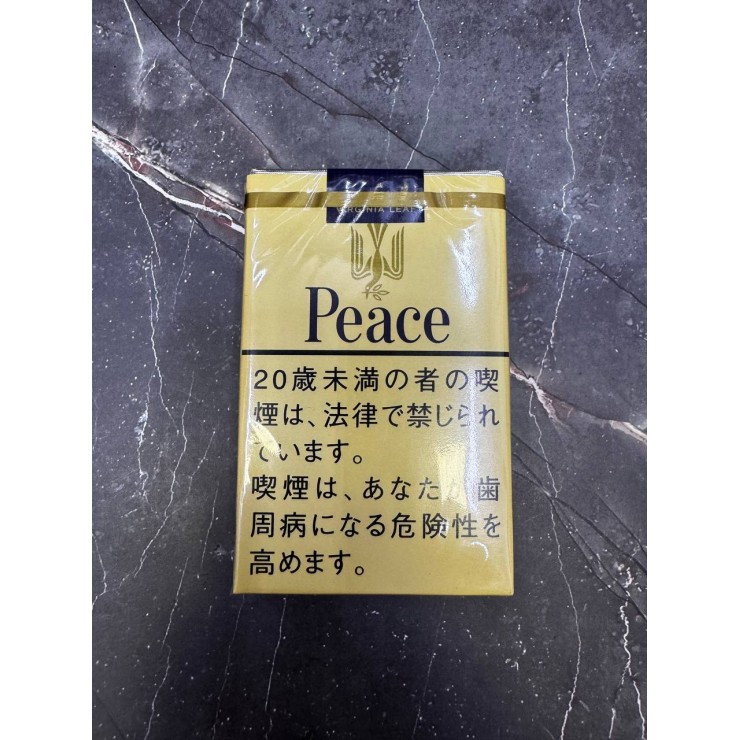 VIRGINIA LEAF
Peace
20歳未満の者の喫
煙は、法律で禁じられ
ています。
喫煙は、あなたが歯
周病になる危険性を
高めます。